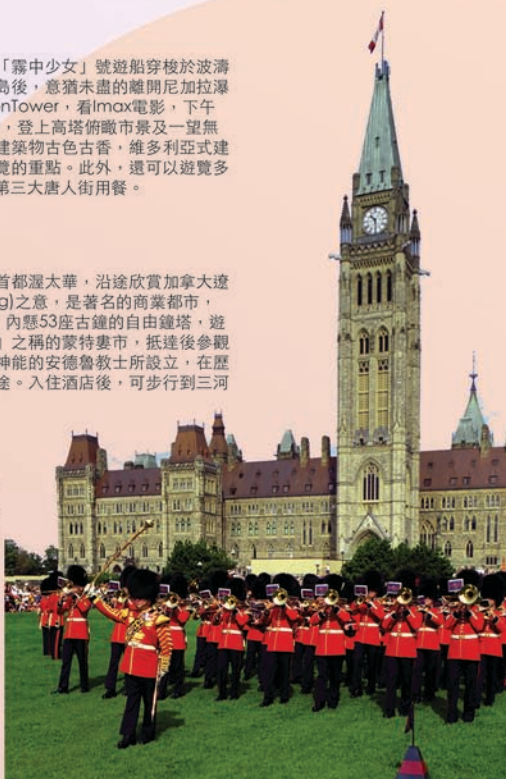 「霧中少女」號遊船穿梭於波濤
島後，意猶未盡的離開尼加拉瀑
nTower，看Imax電影，下午
，登上高塔俯瞰市景及一望無
建築物古色古香，維多利亞式建
覽的重點。此外，還可以遊覽多
第三大唐人街用餐。
首都渥太華，沿途欣賞加拿大遼
g)之意，是著名的商業都市，
內懸53座古鐘的自由鐘塔，遊
」之稱的蒙特婁市，抵達後參觀
神能的安德魯教士所設立，在歷
途。入住酒店後，可步行到三河